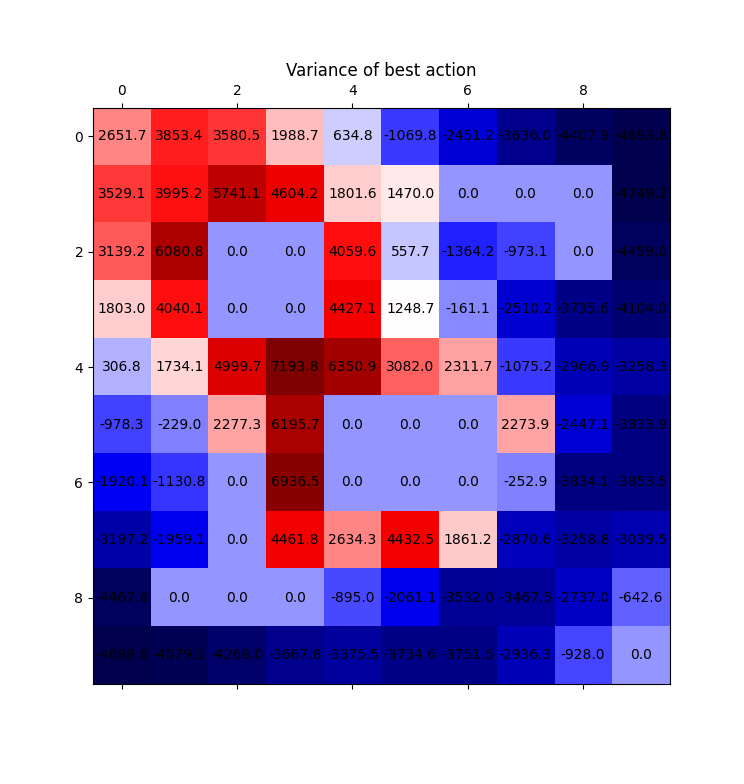 Variance of best action
0 2 4 6 8
0 2651.7 3853.4 3580.5 1988.7 634.8 -1069.8 -2451.2 -3636.0 -4407.9 -4693.8
3529.1 3995.2 5741.1 4604.2 1801.6 1470.0 0.0 0.0 0.0 -4749.2
2 3139.2 6080.8 0.0 0.0 4059.6 557.7 -1364.2 -973.1 0.0 -4459.0
1803.0 4040.1 0.0 0.0 4427.1 1248.7 -161.1 -2510.2 -3735.6 -4104.0
4 306.8 1734.1 4999.7 7193.8 6350.9 3082.0 2311.7 -1075.2 -2966.9 -3258.3
-978.3 -229.0 2277.3 6195.7 0.0 0.0 0.0 2273.9 -2447.1 -3833.9
6 -1920.1 -1130.8 0.0 6936.5 0.0 0.0 0.0 -252.9 -3834.1 -3853.5
-3197.2 -1959.1 0.0 4461.8 2634.3 4432.5 1861.2 -2870.6 -3258.8 -3039.5
8 -4467.8 0.0 0.0 0.0 -895.0 -2061.1 -3532.0 -3467.5 -2737.0 -642.6
-4689.6 -4579.1 -4268.0 -3667.8 -3375.5 -3734.6 -3751.5 -2936.3 -928.0 0.0